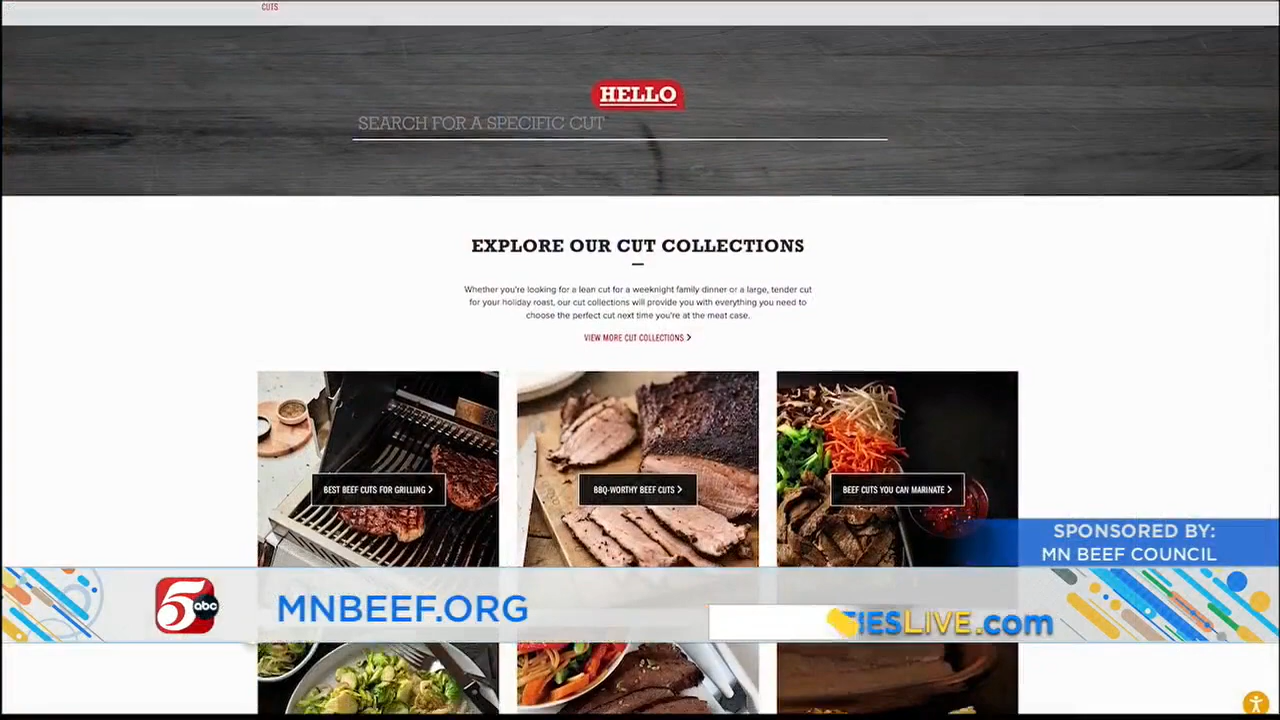 CUTS
HELLO
SEARCH FOR A SPECIFIC CUT
EXPLORE OUR CUT COLLECTIONS
Whether you're looking for a lean cut for a weeknight family dinner or a large, tender cut
for your holiday roast, our cut collections will provide you with everything you need to
choose the perfect cut next time you're at the meat case.
VIEW MORE CUT COLLECTIONS >
BEST BEEF CUTS FOR GRILLING >
BBQ-WORTHY BEEF CUTS >
BEEF CUTS YOU CAN MARINATE >
SPONSORED BY:
MN BEEF COUNCIL
5 abc
MNBEEF.ORG
IESLIVE.com